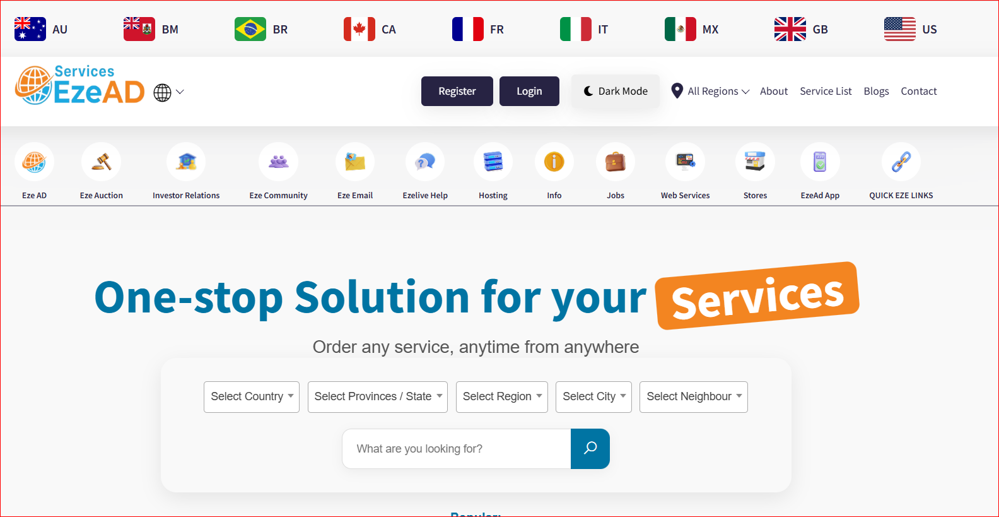 AU BM BR CA FR IT MX GB US
Services
EzeAD
Register Login Dark Mode All Regions About Service List Blogs Contact
Eze AD Eze Auction Investor Relations Eze Community Eze Email Ezelive Help Hosting Info Jobs Web Services Stores EzeAd App QUICK EZE LINKS
One-stop Solution for your Services
Order any service, anytime from anywhere
Select Country Select Provinces / State Select Region Select City Select Neighbour
What are you looking for?